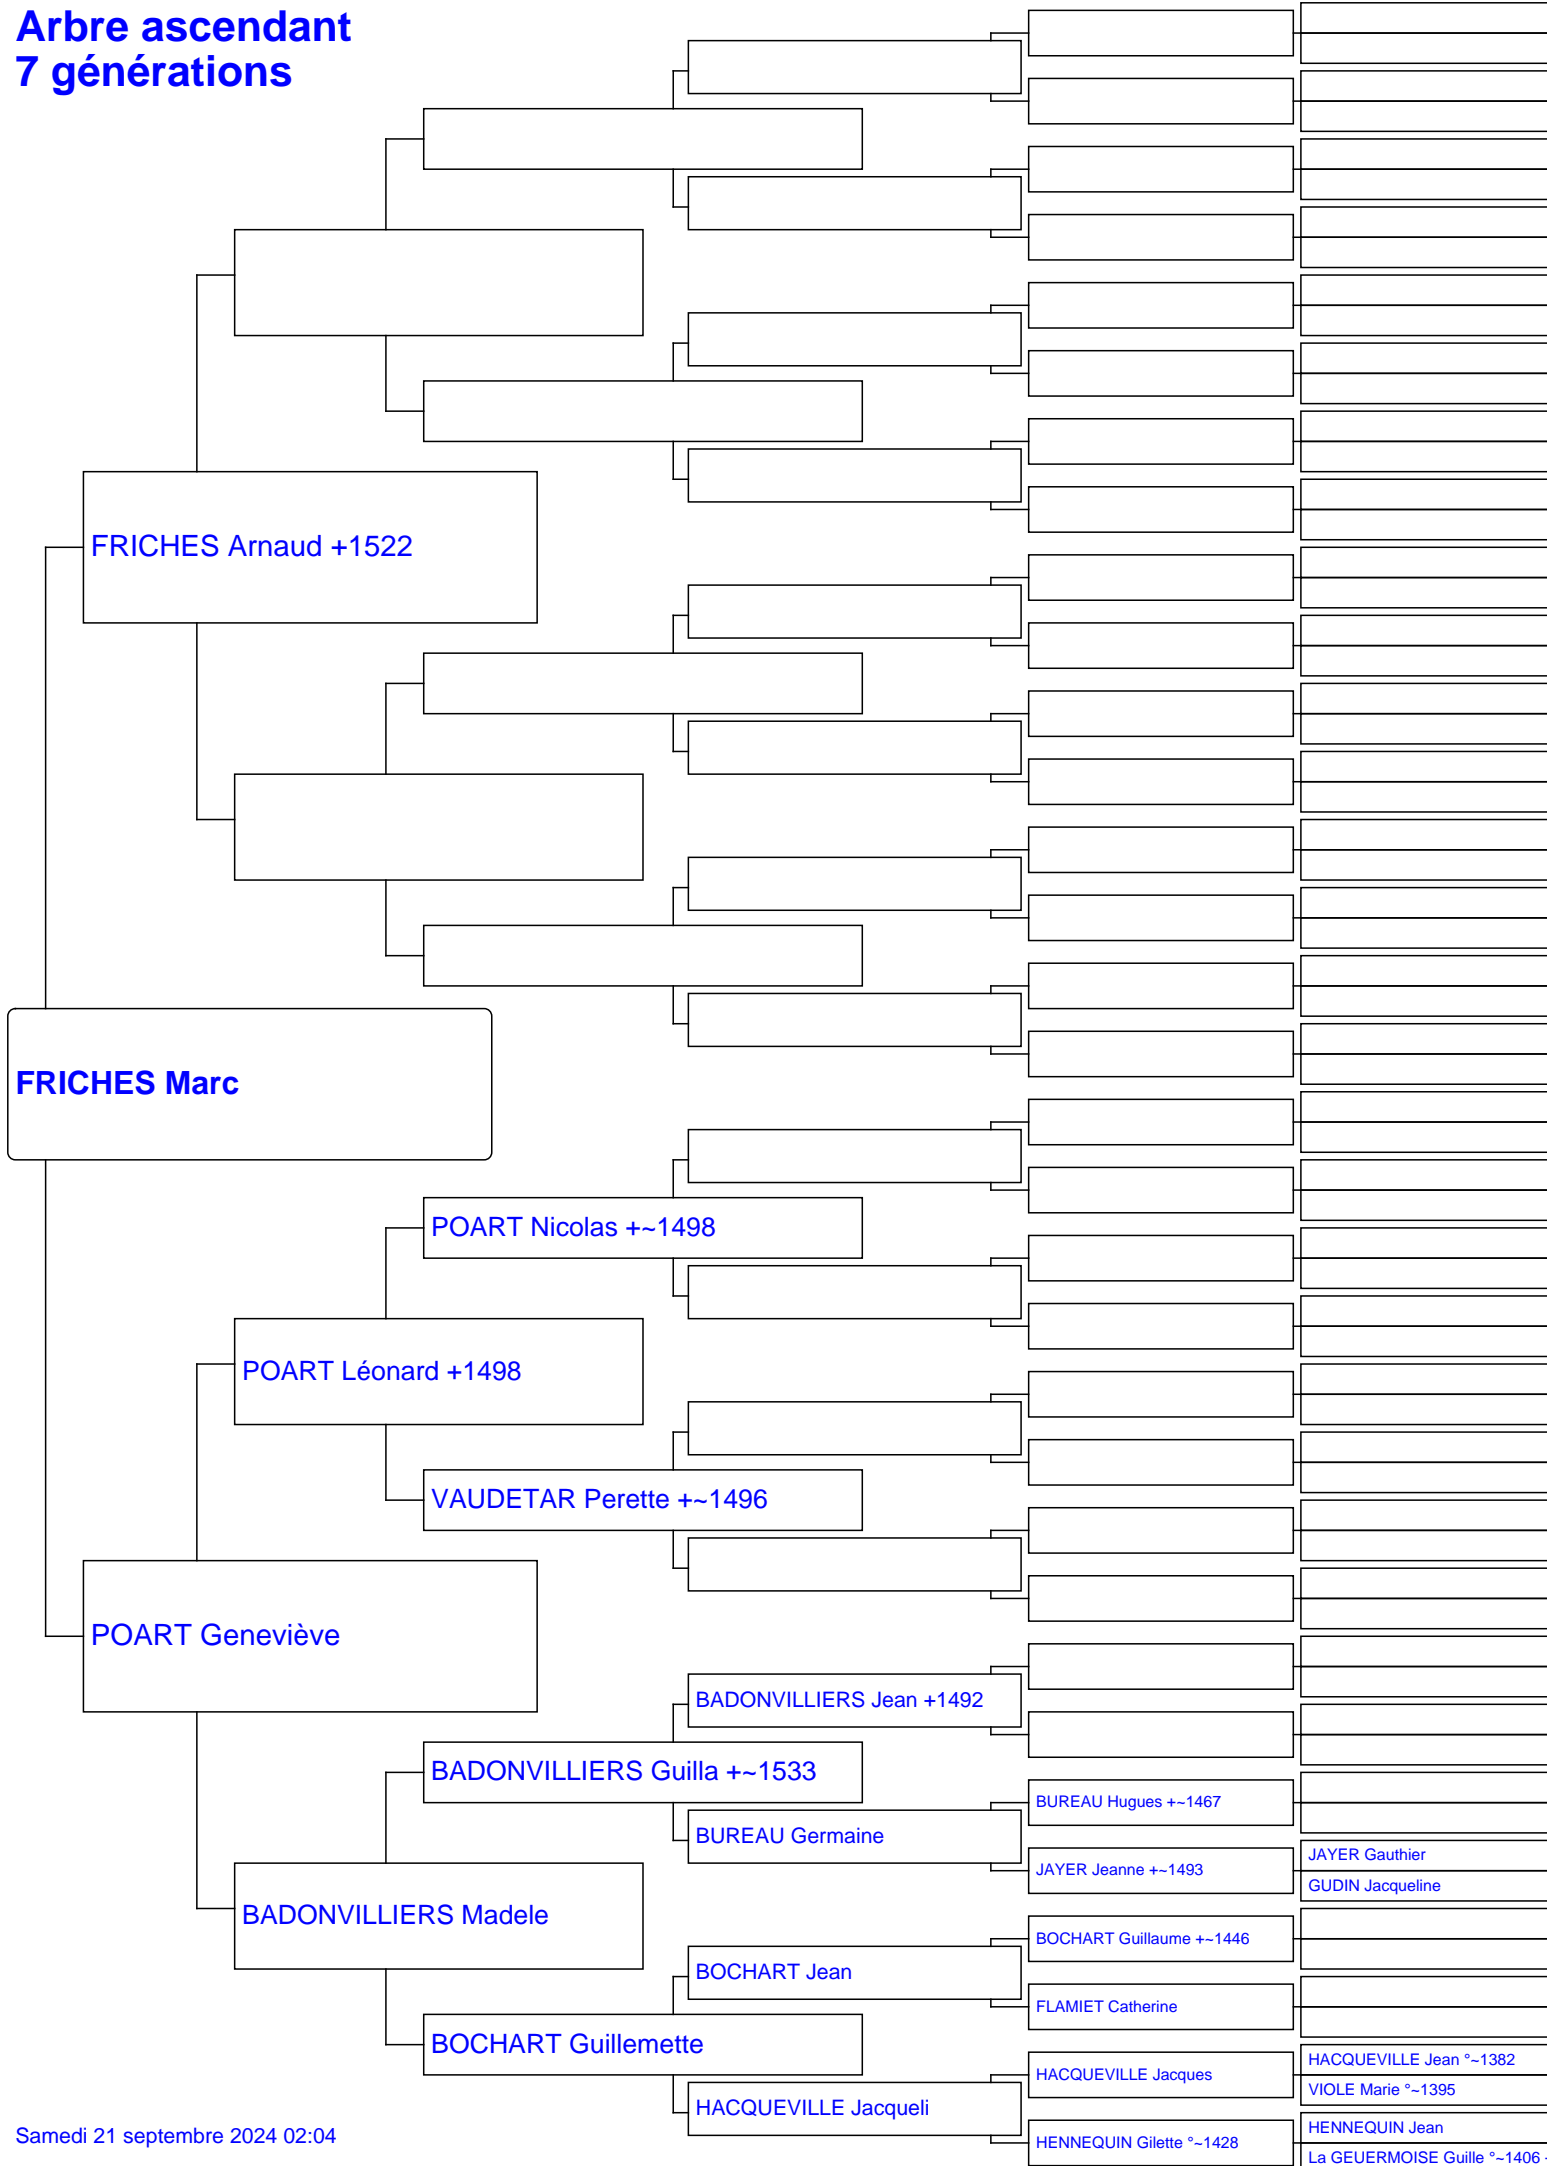 Arbre ascendant
7 générations
FRICHES Arnaud +1522
FRICHES Marc
POART Nicolas +~1498
POART Léonard +1498
VAUDETAR Perette +~1496
POART Geneviève
BADONVILLIERS Jean +1492
BADONVILLIERS Guilla +~1533
BUREAU Hugues +~1467
BUREAU Germaine
JAYER Jeanne +~1493
JAYER Gauthier
GUDIN Jacqueline
BADONVILLIERS Madele
BOCHART Guillaume +~1446
BOCHART Jean
FLAMIET Catherine
BOCHART Guillemette
HACQUEVILLE Jacques
HACQUEVILLE Jean °~1382
VIOLE Marie °~1395
HACQUEVILLE Jacqueli
HENNEQUIN Gilette °~1428
HENNEQUIN Jean
La GEUERMOISE Guille °~1406
Samedi 21 septembre 2024 02:04